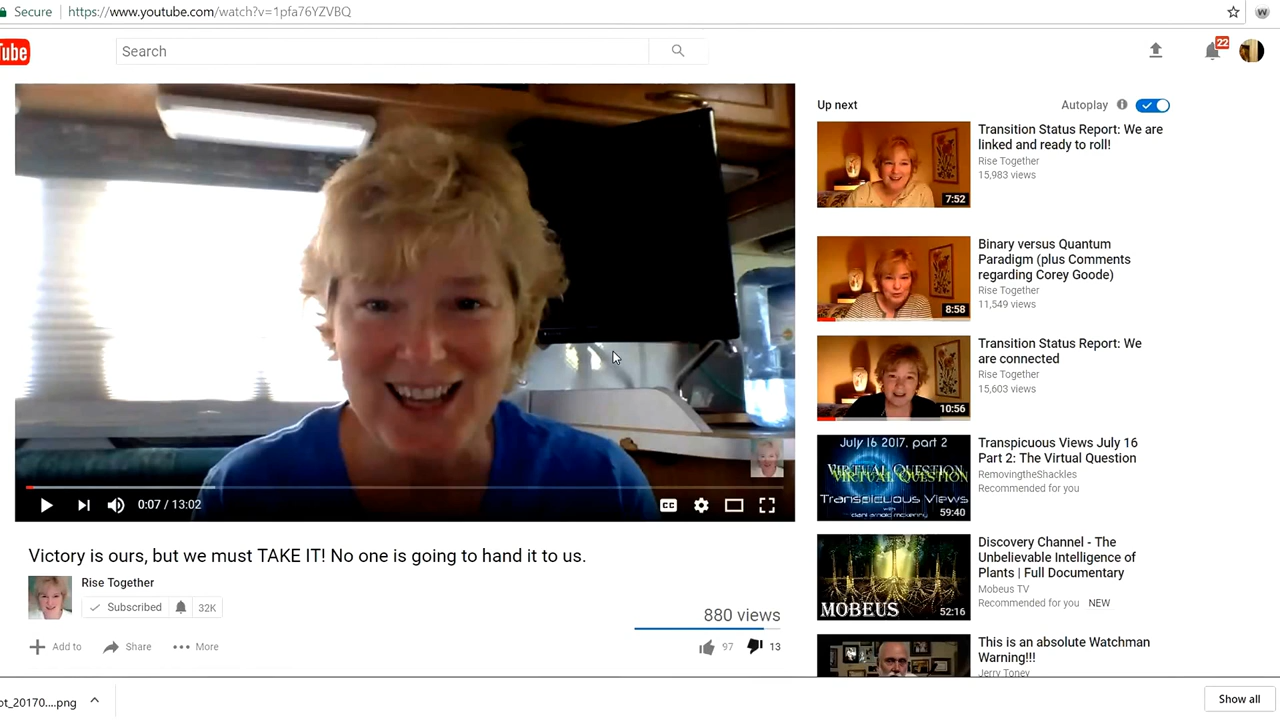 Secure
https://www.youtube.com/watch?v=1pfa76YZVBQ
Tube
Search
22
Up next
Autoplay
Transition Status Report: We are
linked and ready to roll!
Rise Together
15,983 views
7:52
Binary versus Quantum
Paradigm (plus Comments
regarding Corey Goode)
Rise Together
11,549 views
8:58
Transition Status Report: We
are connected
Rise Together
15,603 views
10:56
July 16 2017, part 2
VIRTUAL QUESTION
Transpicuous Views
59:40
Transpicuous Views July 16
Part 2: The Virtual Question
RemovingtheShackles
Recommended for you
MOBEUS
52:16
Discovery Channel - The
Unbelievable Intelligence of
Plants | Full Documentary
Mobeus TV
Recommended for you NEW
This is an absolute Watchman
Warning!!!
Jerry Toney
CC
0:07 / 13:02
Victory is ours, but we must TAKE IT! No one is going to hand it to us.
Rise Together
Subscribed
32K
880 views
Add to
Share
More
97
13
ot_20170....png
Show all